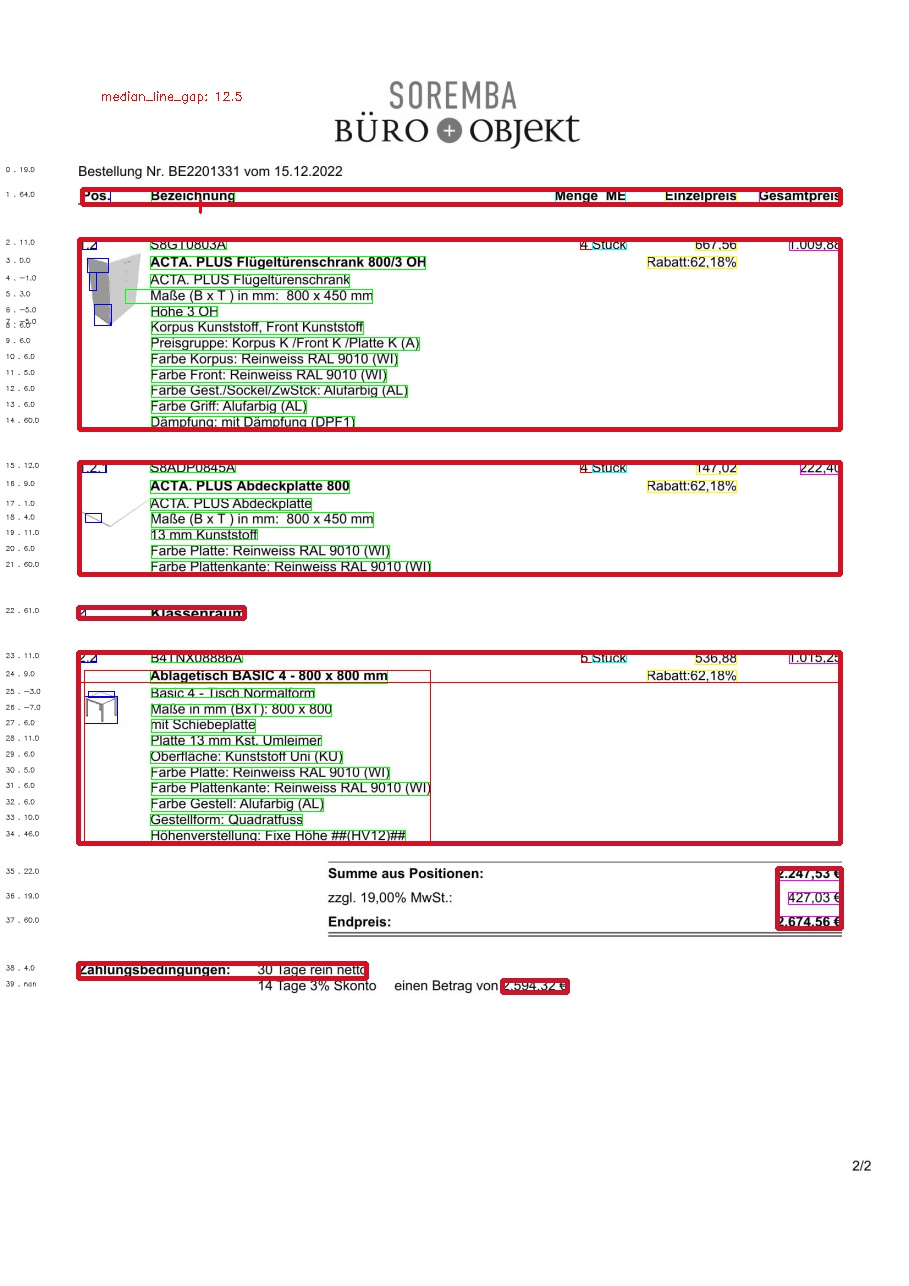 median_line_gap: 12.5
SOREMBA
BÜRO + OBJEKT
0 . 19.0 Bestellung Nr. BE2201331 vom 15.12.2022
1 . 64.0 Pos. Bezeichnung Menge ME Einzelpreis Gesamtpreis
2 . 11.0 S8GT0803A 4 Stück 667,56 1.009,88
3 . 0.0 ACTA. PLUS Flügeltürenschrank 800/3 OH Rabatt:62,18%
4 . -1.0 ACTA. PLUS Flügeltürenschrank
5 . 3.0 Maße (B x T ) in mm: 800 x 450 mm
6 . -5.0 Höhe 3 OH
8 . 6.0 Korpus Kunststoff, Front Kunststoff
9 . 6.0 Preisgruppe: Korpus K /Front K /Platte K (A)
10 . 6.0 Farbe Korpus: Reinweiss RAL 9010 (WI)
11 . 5.0 Farbe Front: Reinweiss RAL 9010 (WI)
12 . 6.0 Farbe Gest./Sockel/ZwStck: Alufarbig (AL)
13 . 6.0 Farbe Griff: Alufarbig (AL)
14 . 60.0 Dämpfung: mit Dämpfung (DPF1)
15 . 12.0 1.2.1 S8ADP0845A 4 Stück 147,02 222,40
16 . 9.0 ACTA. PLUS Abdeckplatte 800 Rabatt:62,18%
17 . 1.0 ACTA. PLUS Abdeckplatte
18 . 4.0 Maße (B x T ) in mm: 800 x 450 mm
19 . 11.0 13 mm Kunststoff
20 . 6.0 Farbe Platte: Reinweiss RAL 9010 (WI)
21 . 60.0 Farbe Plattenkante: Reinweiss RAL 9010 (WI)
22 . 61.0 Klassenraum
23 . 11.0 2.2 B4TNX08886A 5 Stück 536,88 1.015,25
24 . 9.0 Ablagetisch BASIC 4 - 800 x 800 mm Rabatt:62,18%
25 . -3.0 Basic 4 - Tisch Normalform
26 . -7.0 Maße in mm (BxT): 800 x 800
27 . 6.0 mit Schiebeplatte
28 . 11.0 Platte 13 mm Kst. Umleimer
29 . 6.0 Oberfläche: Kunststoff Uni (KU)
30 . 5.0 Farbe Platte: Reinweiss RAL 9010 (WI)
31 . 6.0 Farbe Plattenkante: Reinweiss RAL 9010 (WI)
32 . 6.0 Farbe Gestell: Alufarbig (AL)
33 . 10.0 Gestellform: Quadratfuss
34 . 46.0 Höhenverstellung: Fixe Höhe ##(HV12)##
35 . 22.0 Summe aus Positionen: 2.247,53 €
36 . 19.0 zzgl. 19,00% MwSt.: 427,03 €
37 . 60.0 Endpreis: 2.674,56 €
38 . 4.0 Zahlungsbedingungen: 30 Tage rein netto
39 . nan 14 Tage 3% Skonto einen Betrag von 2.594,32 €
2/2